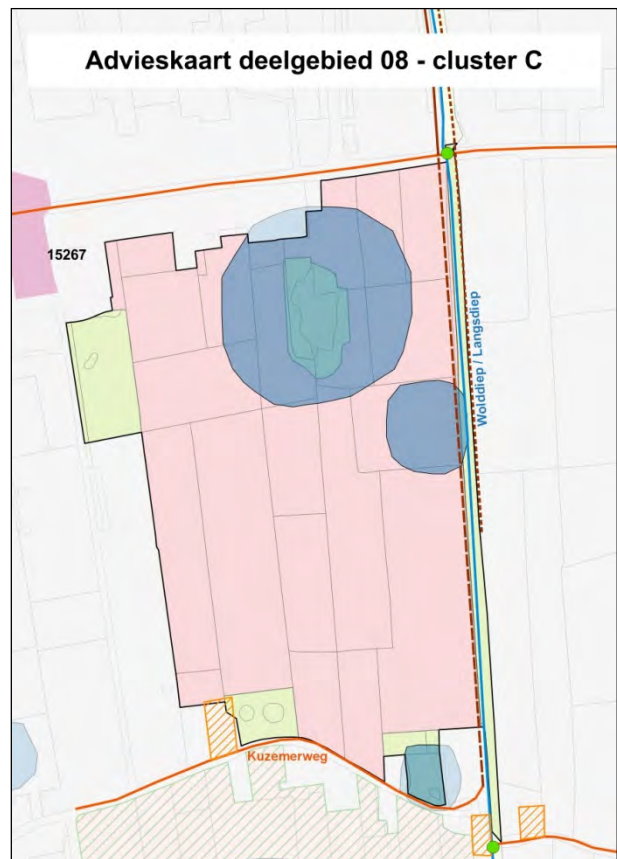 Advieskaart deelgebied 08 - cluster C
15267
Wolddiep / Langsdiep
Kuzemerweg